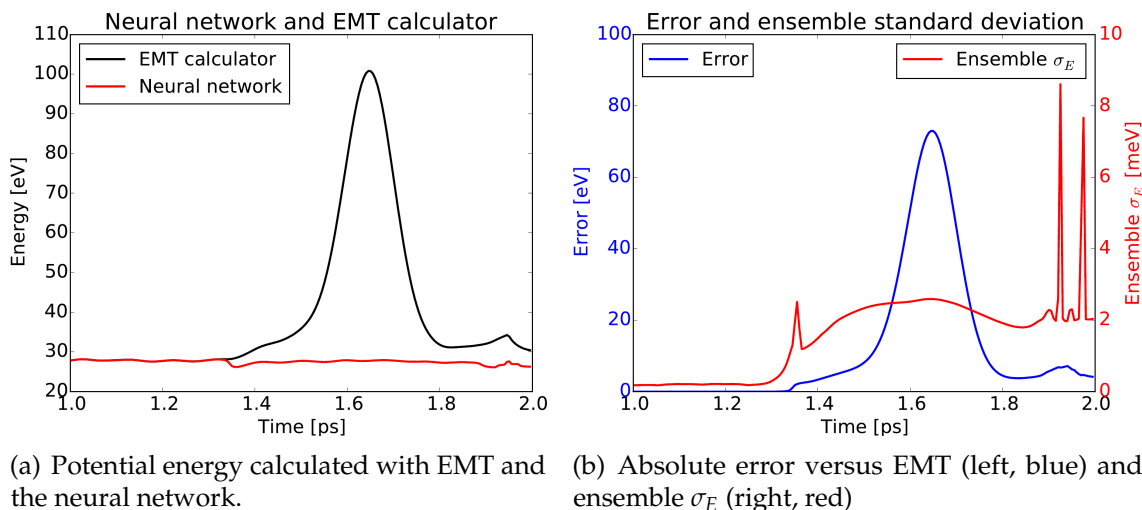 Neural network and EMT calculator
110
100
90
80
70
60
50
40
30
20
Energy [eV]
EMT calculator
Neural network
1.0 1.2 1.4 1.6 1.8 2.0
Time [ps]
(a) Potential energy calculated with EMT and
the neural network.
Error and ensemble standard deviation
100
80
60
40
20
0
Error [eV]
Error
Ensemble σE
10
8
6
4
2
0
Ensemble σE [meV]
1.0 1.2 1.4 1.6 1.8 2.0
Time [ps]
(b) Absolute error versus EMT (left, blue) and
ensemble σE (right, red)